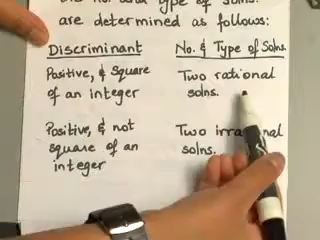 are determined as follows:
Discriminant No. & Type of Solns.
Positive, & Square Two rational
of an integer solns.
Positive, & not Two irrational
square of an solns.
integer